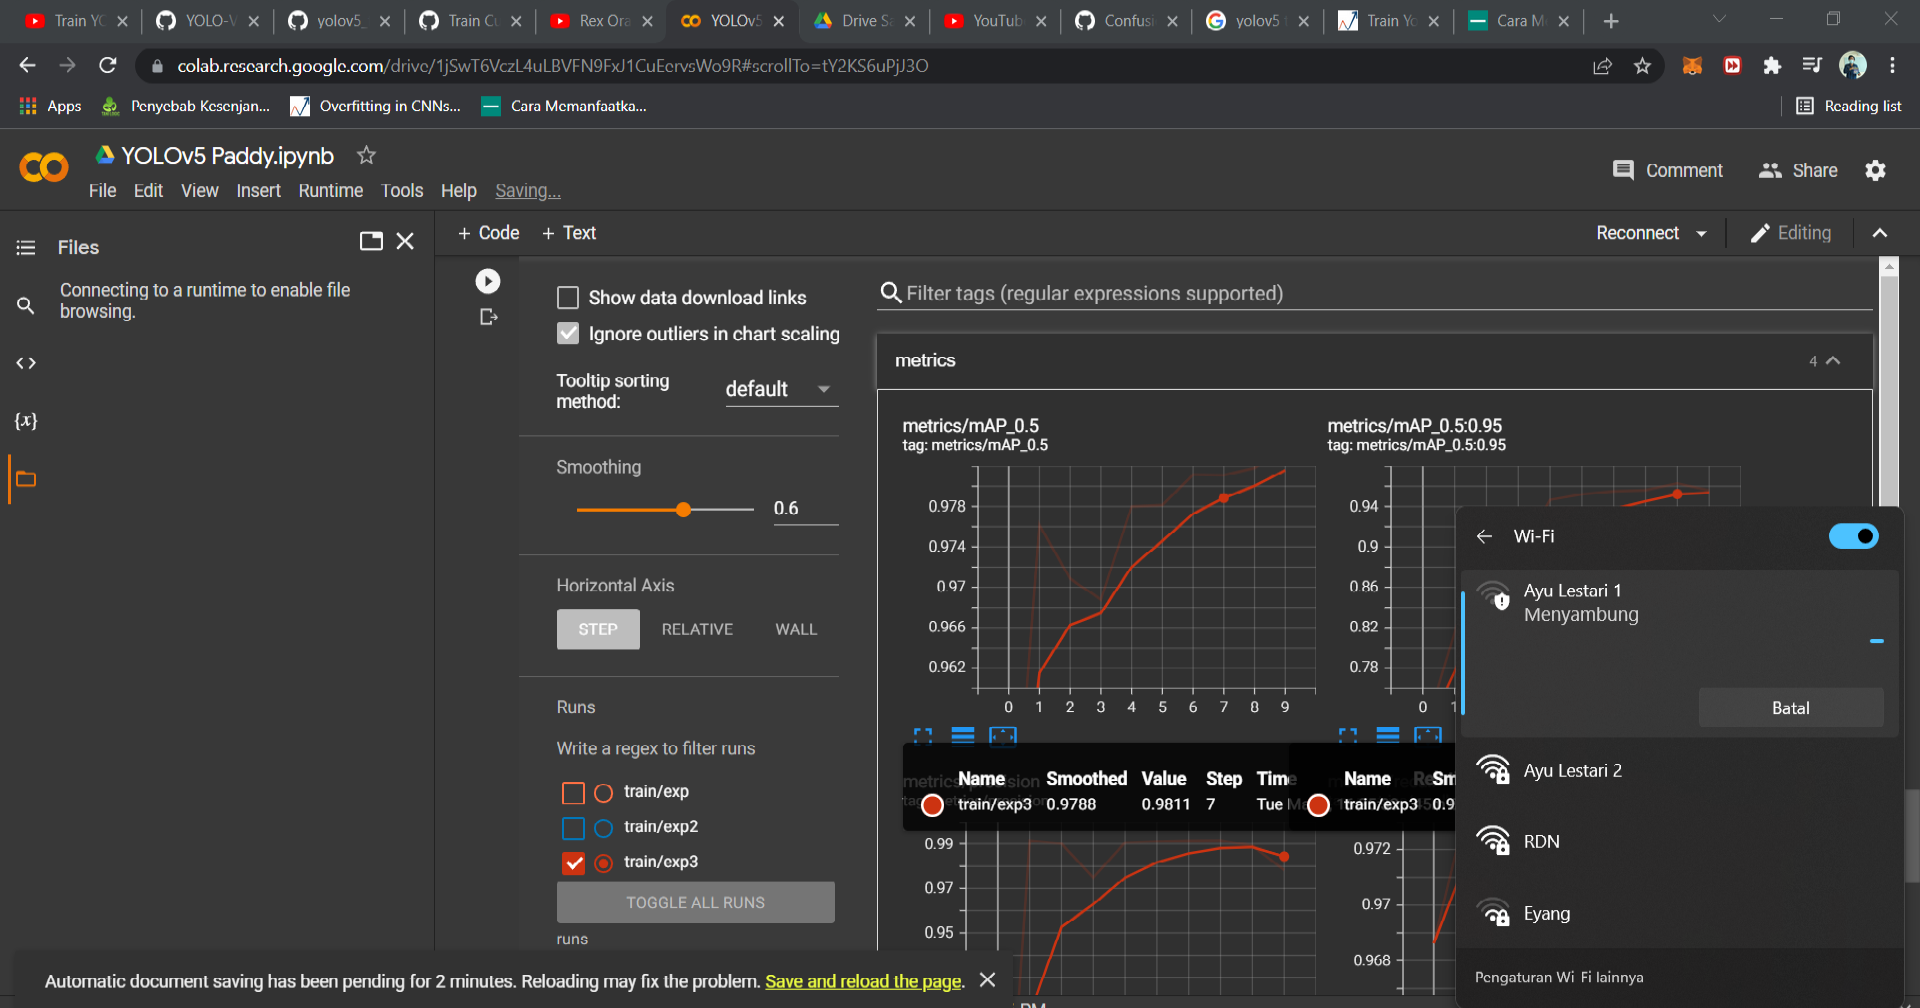 Train YO
YOLO-V
yolov5_
Train Cu
Rex Ora
YOLOv5
Drive Sa
YouTub
Confusi
yolov5 t
Train Yo
Cara M
colab.research.google.com/drive/1jSwT6VczL4uLBVFN9FxJ1CuEervsWo9R#scrollTo=tY2KS6uPjJ3O
Apps
Penyebab Kesenjan...
Overfitting in CNNs...
Cara Memanfaatka...
Reading list
YOLOv5 Paddy.ipynb
File Edit View Insert Runtime Tools Help Saving...
Comment
Share
Files
Connecting to a runtime to enable file
browsing.
{x}
+ Code + Text
Reconnect
Editing
Show data download links
Ignore outliers in chart scaling
Tooltip sorting
method:
default
Smoothing
0.6
Horizontal Axis
STEP RELATIVE WALL
Runs
Write a regex to filter runs
train/exp
train/exp2
train/exp3
TOGGLE ALL RUNS
runs
Filter tags (regular expressions supported)
metrics
4
metrics/mAP_0.5
tag: metrics/mAP_0.5
0.978
0.974
0.97
0.966
0.962
0 1 2 3 4 5 6 7 8 9
metrics/mAP_0.5:0.95
tag: metrics/mAP_0.5:0.95
0.94
0.9
0.86
0.82
0.78
0 1
Name Smoothed Value Step Time
train/exp3 0.9788 0.9811 7 Tue
Name Sm
train/exp3 0.9
0.99
0.97
0.95
0.972
0.97
0.968
Wi-Fi
Ayu Lestari 1
Menyambung
Batal
Ayu Lestari 2
RDN
Eyang
Pengaturan Wi Fi lainnya
Automatic document saving has been pending for 2 minutes. Reloading may fix the problem. Save and reload the page.